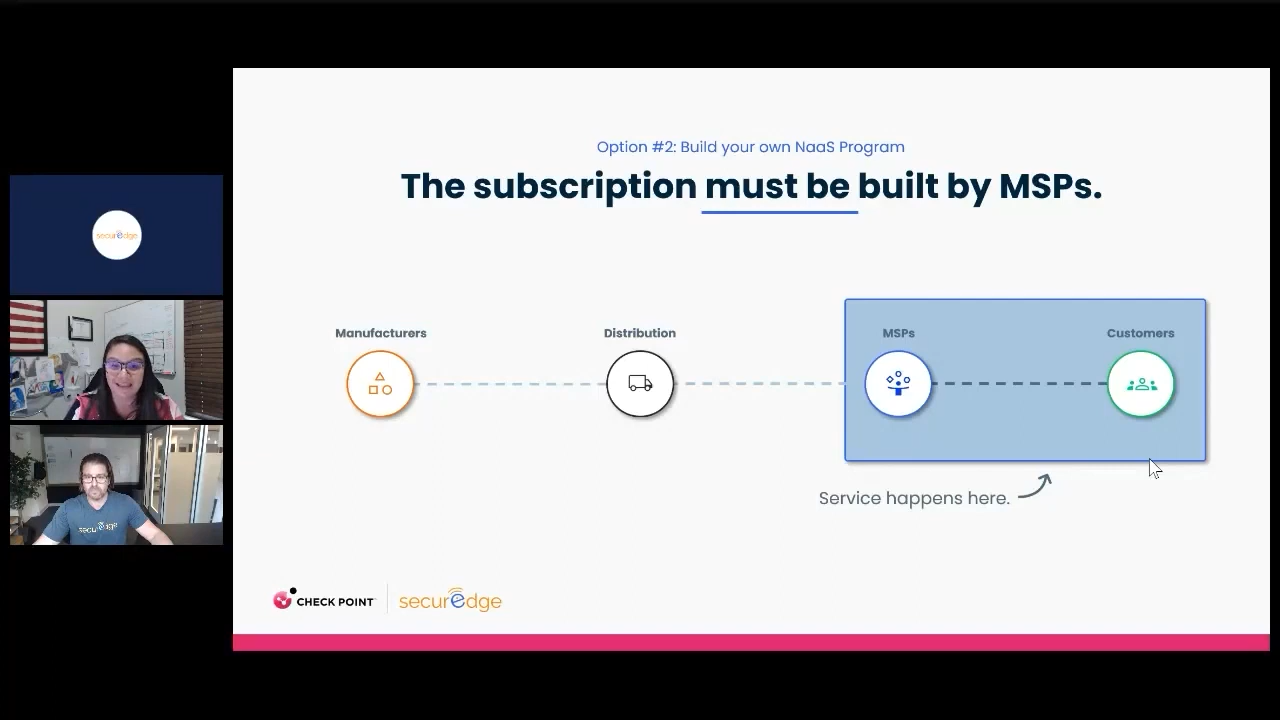 securedge
securedge
Option #2: Build your own NaaS Program
The subscription must be built by MSPs.
Manufacturers
Distribution
MSPs
Customers
Service happens here.
CHECK POINT
securedge